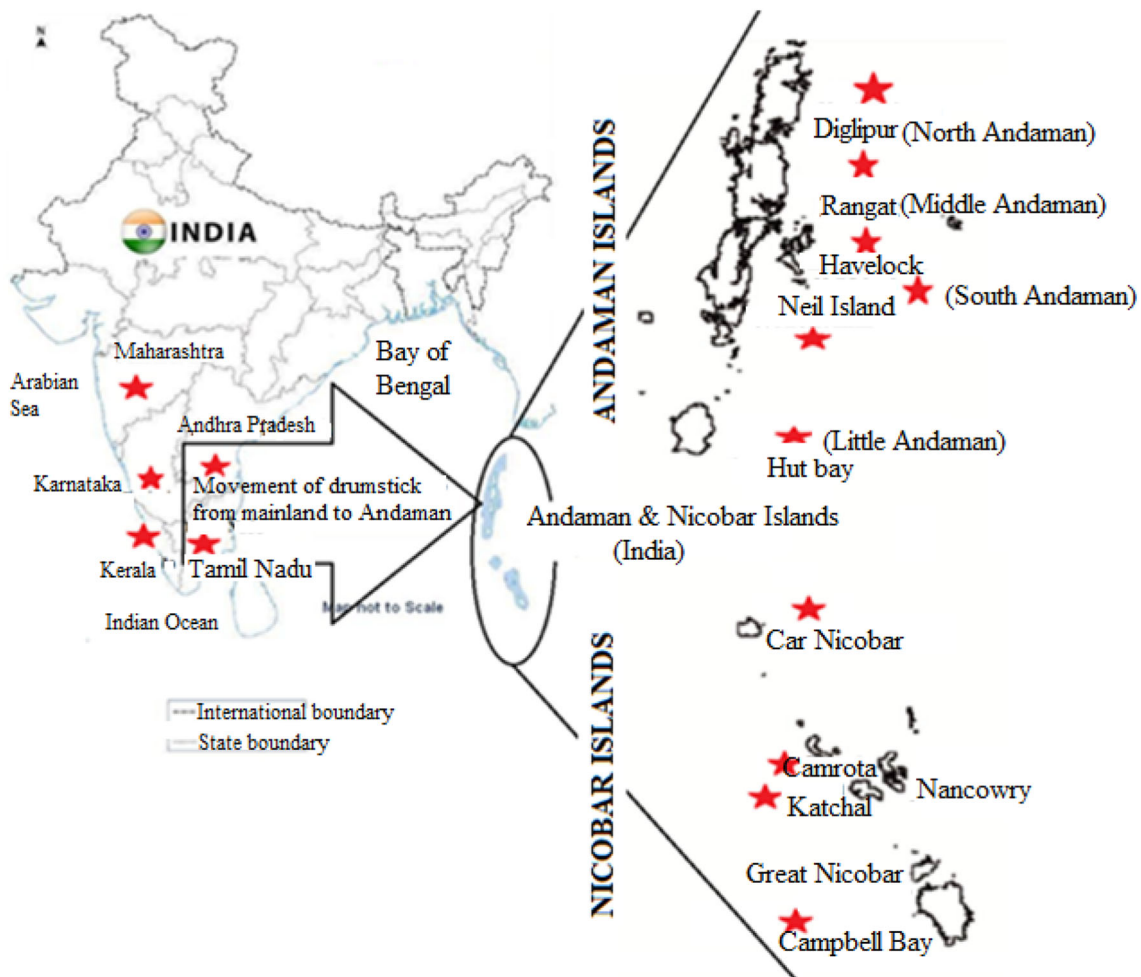 N
INDIA
Maharashtra
Arabian
Sea
Bay of
Bengal
Andhra Pradesh
Karnataka
Movement of drumstick
from mainland to Andaman
Kerala
Tamil Nadu
Map not to Scale
Indian Ocean
International boundary
State boundary
Andaman & Nicobar Islands
(India)
ANDAMAN ISLANDS
Diglipur (North Andaman)
Rangat (Middle Andaman)
Havelock
Neil Island (South Andaman)
(Little Andaman)
Hut bay
NICOBAR ISLANDS
Car Nicobar
Camrota
Nancowry
Katchal
Great Nicobar
Campbell Bay